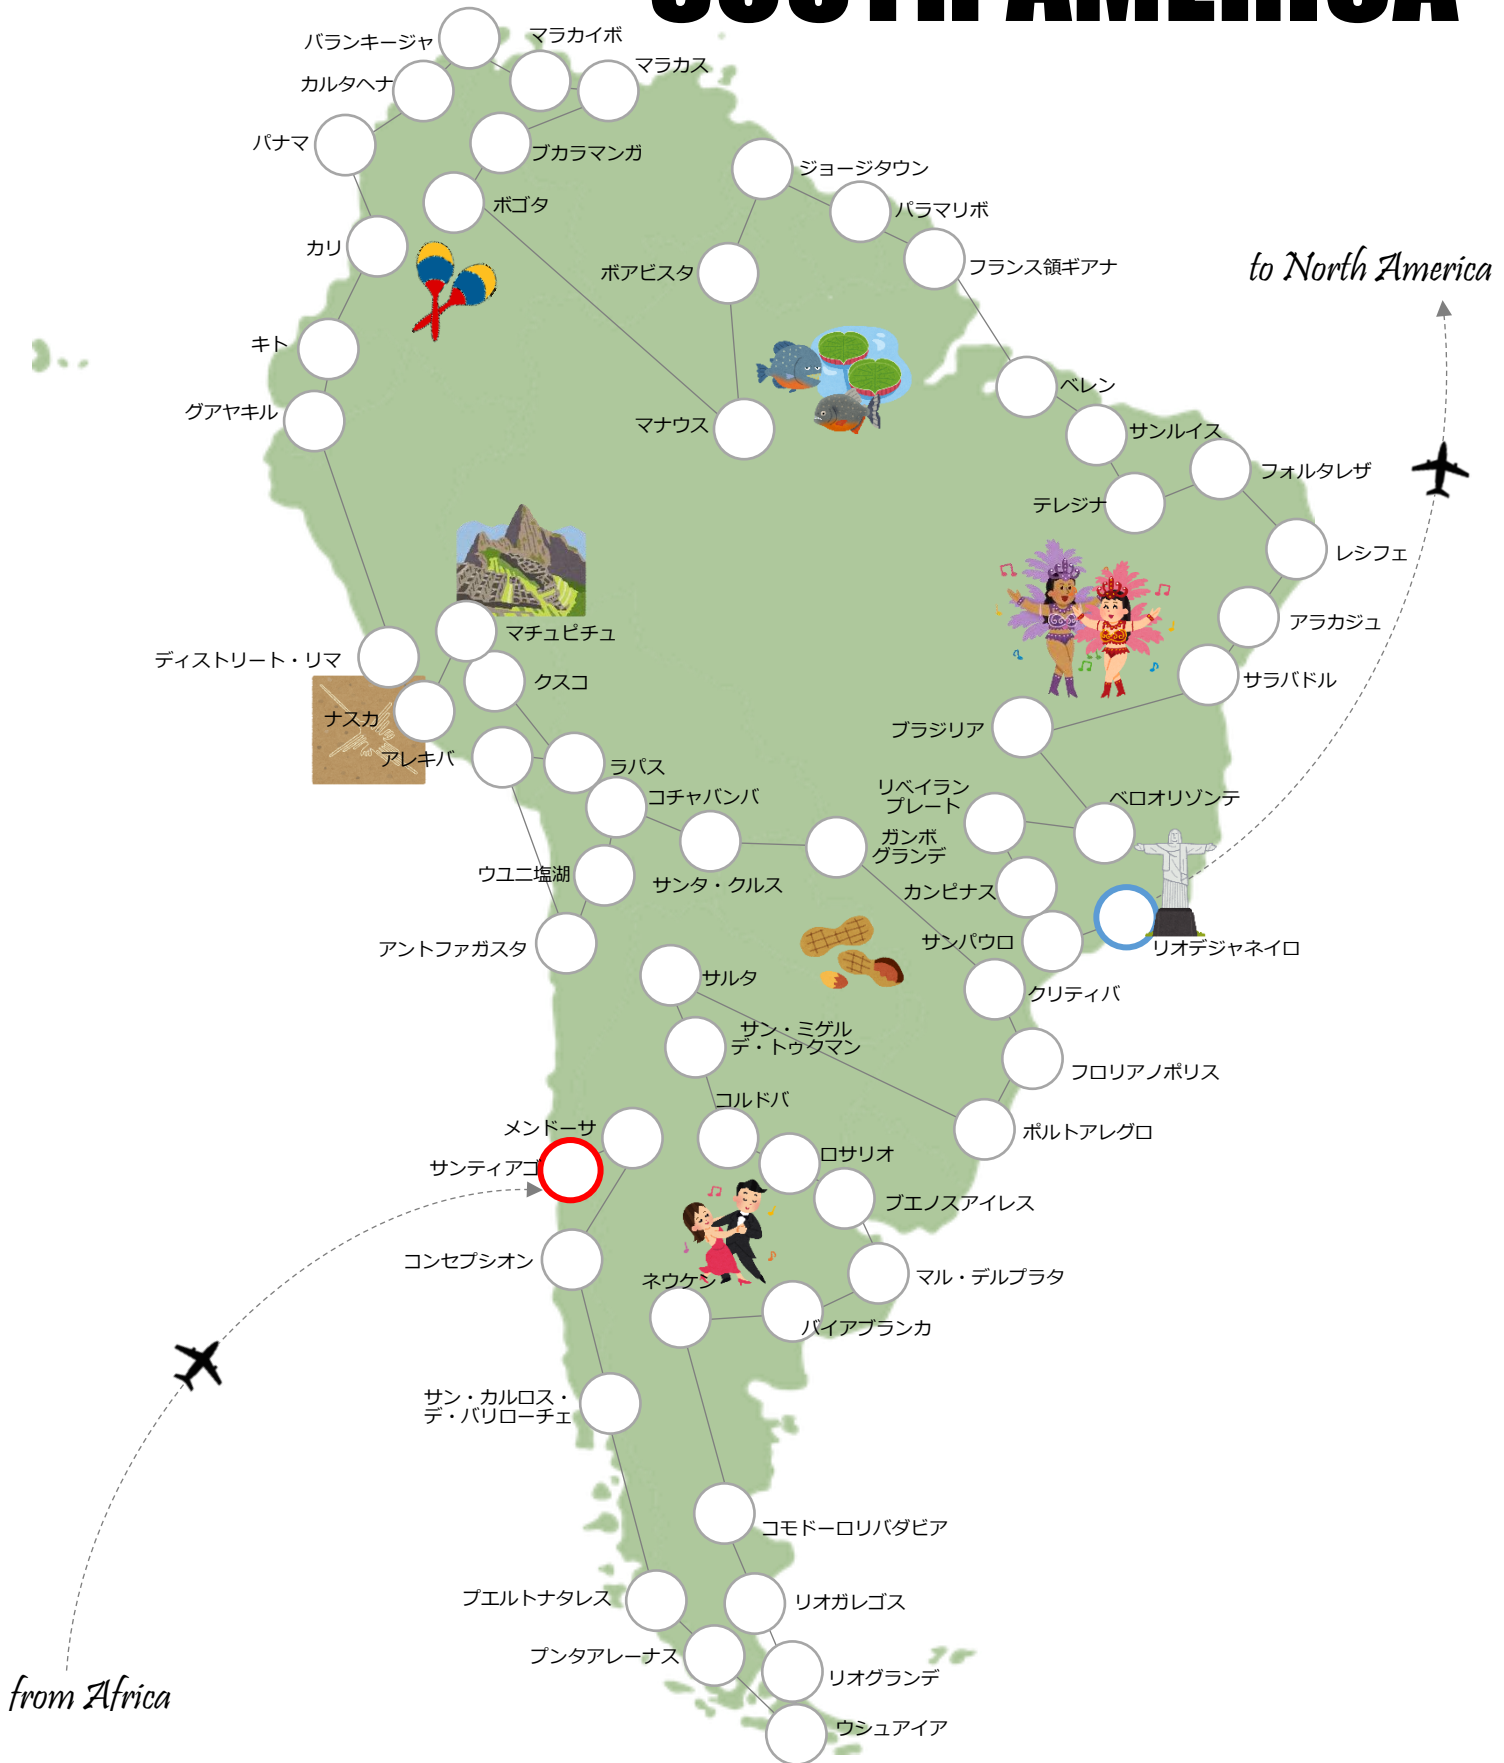 SOUTH AMERICA
バランキージャ
マラカイボ
マラカス
カルタヘナ
パナマ
ブカラマンガ
ジョージタウン
ボゴタ
パラマリボ
カリ
ボアビスタ
フランス領ギアナ
to North America
キト
グアヤキル
マナウス
ベレン
サンルイス
フォルタレザ
テレジナ
レシフェ
アラカジュ
マチュピチュ
ディストリート・リマ
クスコ
サラバドル
ナスカ
ブラジリア
アレキバ
ラパス
リベイラン
プレート
コチャバンバ
ベロオリゾンテ
ガンボ
グランデ
ウユニ塩湖
サンタ・クルス
カンピナス
アントファガスタ
サンパウロ
リオデジャネイロ
サルタ
クリティバ
サン・ミゲル
デ・トゥクマン
フロリアノポリス
コルドバ
メンドーサ
ポルトアレグロ
サンティアゴ
ロサリオ
ブエノスアイレス
コンセプシオン
ネウケン
マル・デルプラタ
バイアブランカ
サン・カルロス・
デ・バリローチェ
コモドーロリバダビア
プエルトナタレス
リオガレゴス
プンタアレーナス
リオグランデ
from Africa
ウシュアイア